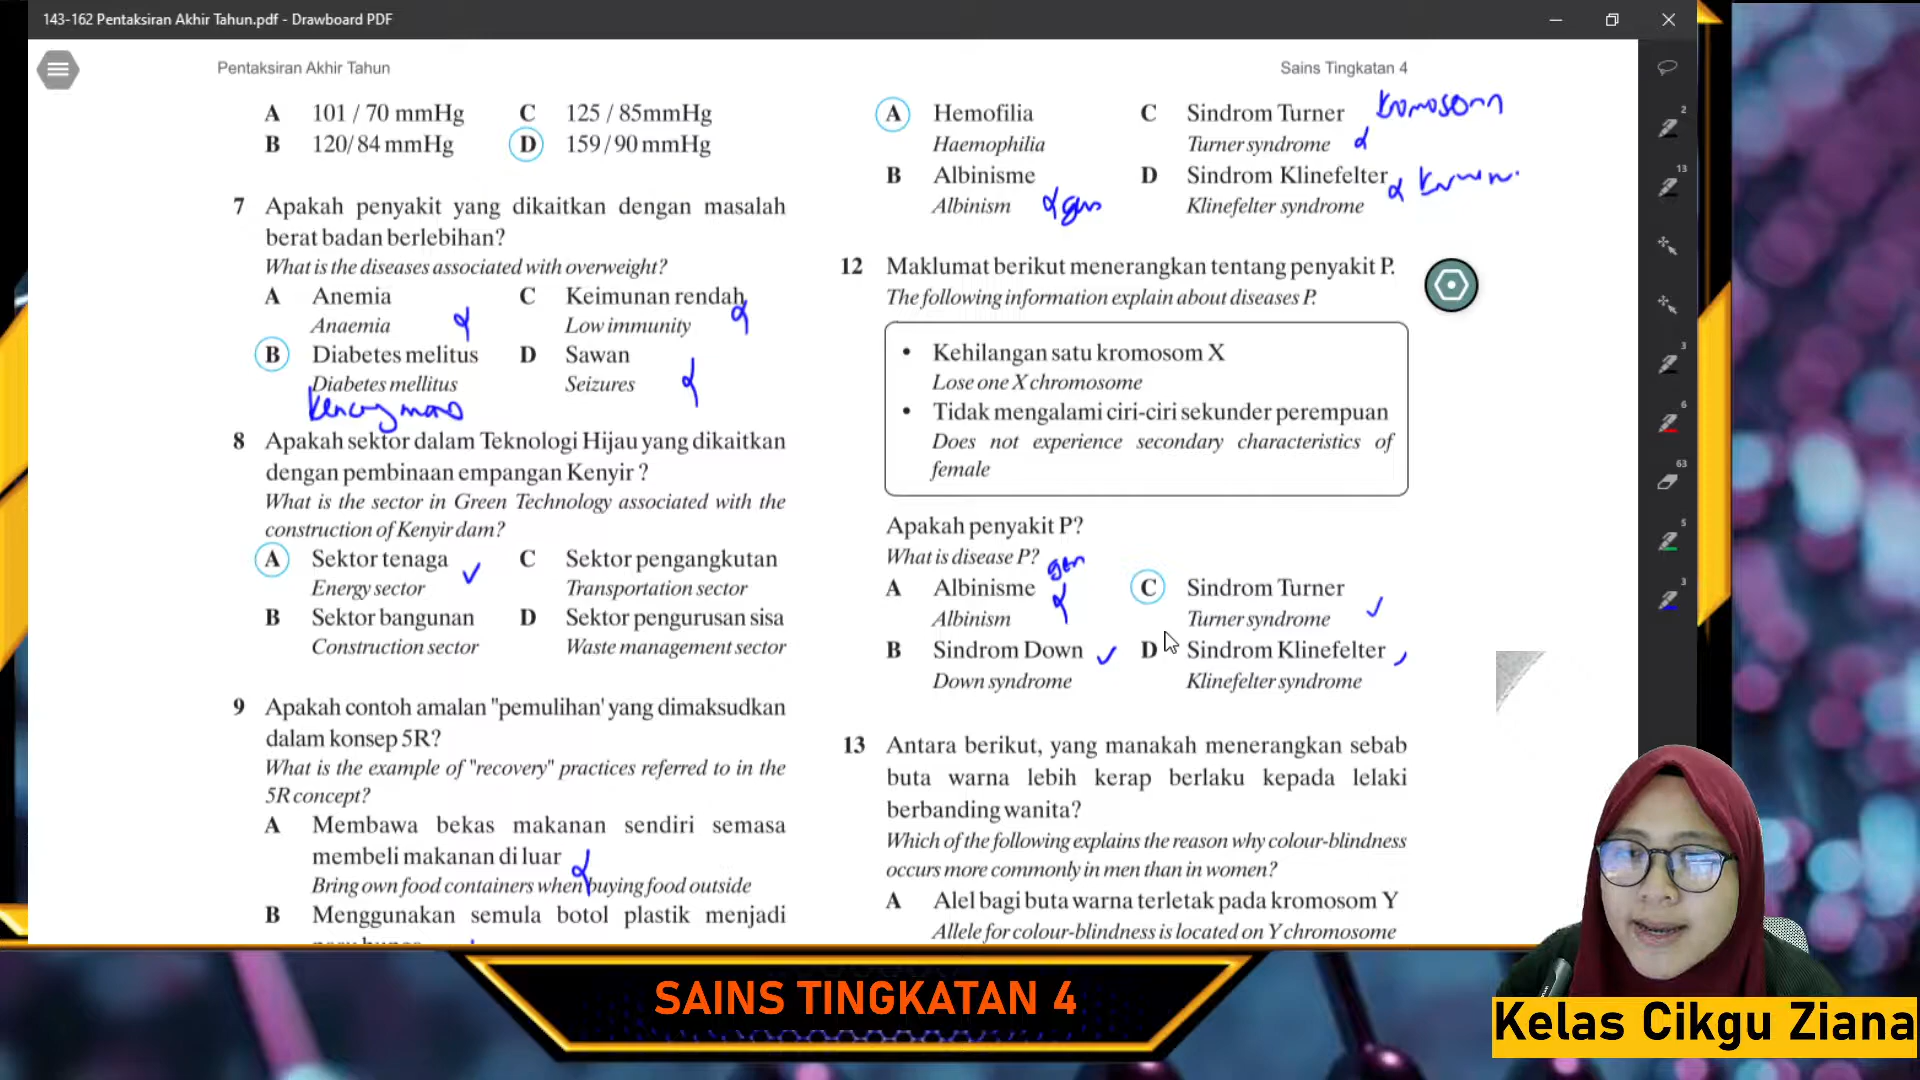 143-162 Pentaksiran Akhir Tahun.pdf - Drawboard PDF
Pentaksiran Akhir Tahun
A 101 / 70 mmHg C 125 / 85mmHg
B 120/ 84 mmHg D 159/90 mmHg
7 Apakah penyakit yang dikaitkan dengan masalah
berat badan berlebihan?
What is the diseases associated with overweight?
A Anemia C Keimunan rendah
Anaemia Low immunity
B Diabetes melitus D Sawan
Diabetes mellitus Seizures
8 Apakah sektor dalam Teknologi Hijau yang dikaitkan
dengan pembinaan empangan Kenyir ?
What is the sector in Green Technology associated with the
construction of Kenyir dam?
A Sektor tenaga C Sektor pengangkutan
Energy sector Transportation sector
B Sektor bangunan D Sektor pengurusan sisa
Construction sector Waste management sector
9 Apakah contoh amalan "pemulihan' yang dimaksudkan
dalam konsep 5R?
What is the example of "recovery" practices referred to in the
5R concept?
A Membawa bekas makanan sendiri semasa
membeli makanan di luar
Bring own food containers when buying food outside
B Menggunakan semula botol plastik menjadi
Sains Tingkatan 4
A Hemofilia C Sindrom Turner kromosom
Haemophilia Turner syndrome
B Albinisme D Sindrom Klinefelter
Albinism gen Klinefelter syndrome
12 Maklumat berikut menerangkan tentang penyakit P.
The following information explain about diseases P.
• Kehilangan satu kromosom X
Lose one X chromosome
• Tidak mengalami ciri-ciri sekunder perempuan
Does not experience secondary characteristics of
female
Apakah penyakit P?
What is disease P? gen
A Albinisme C Sindrom Turner
Albinism Turner syndrome
B Sindrom Down D Sindrom Klinefelter
Down syndrome Klinefelter syndrome
13 Antara berikut, yang manakah menerangkan sebab
buta warna lebih kerap berlaku kepada lelaki
berbanding wanita?
Which of the following explains the reason why colour-blindness
occurs more commonly in men than in women?
A Alel bagi buta warna terletak pada kromosom Y
Allele for colour-blindness is located on Y chromosome
2
13
3
6
63
5
3
SAINS TINGKATAN 4
Kelas Cikgu Ziana